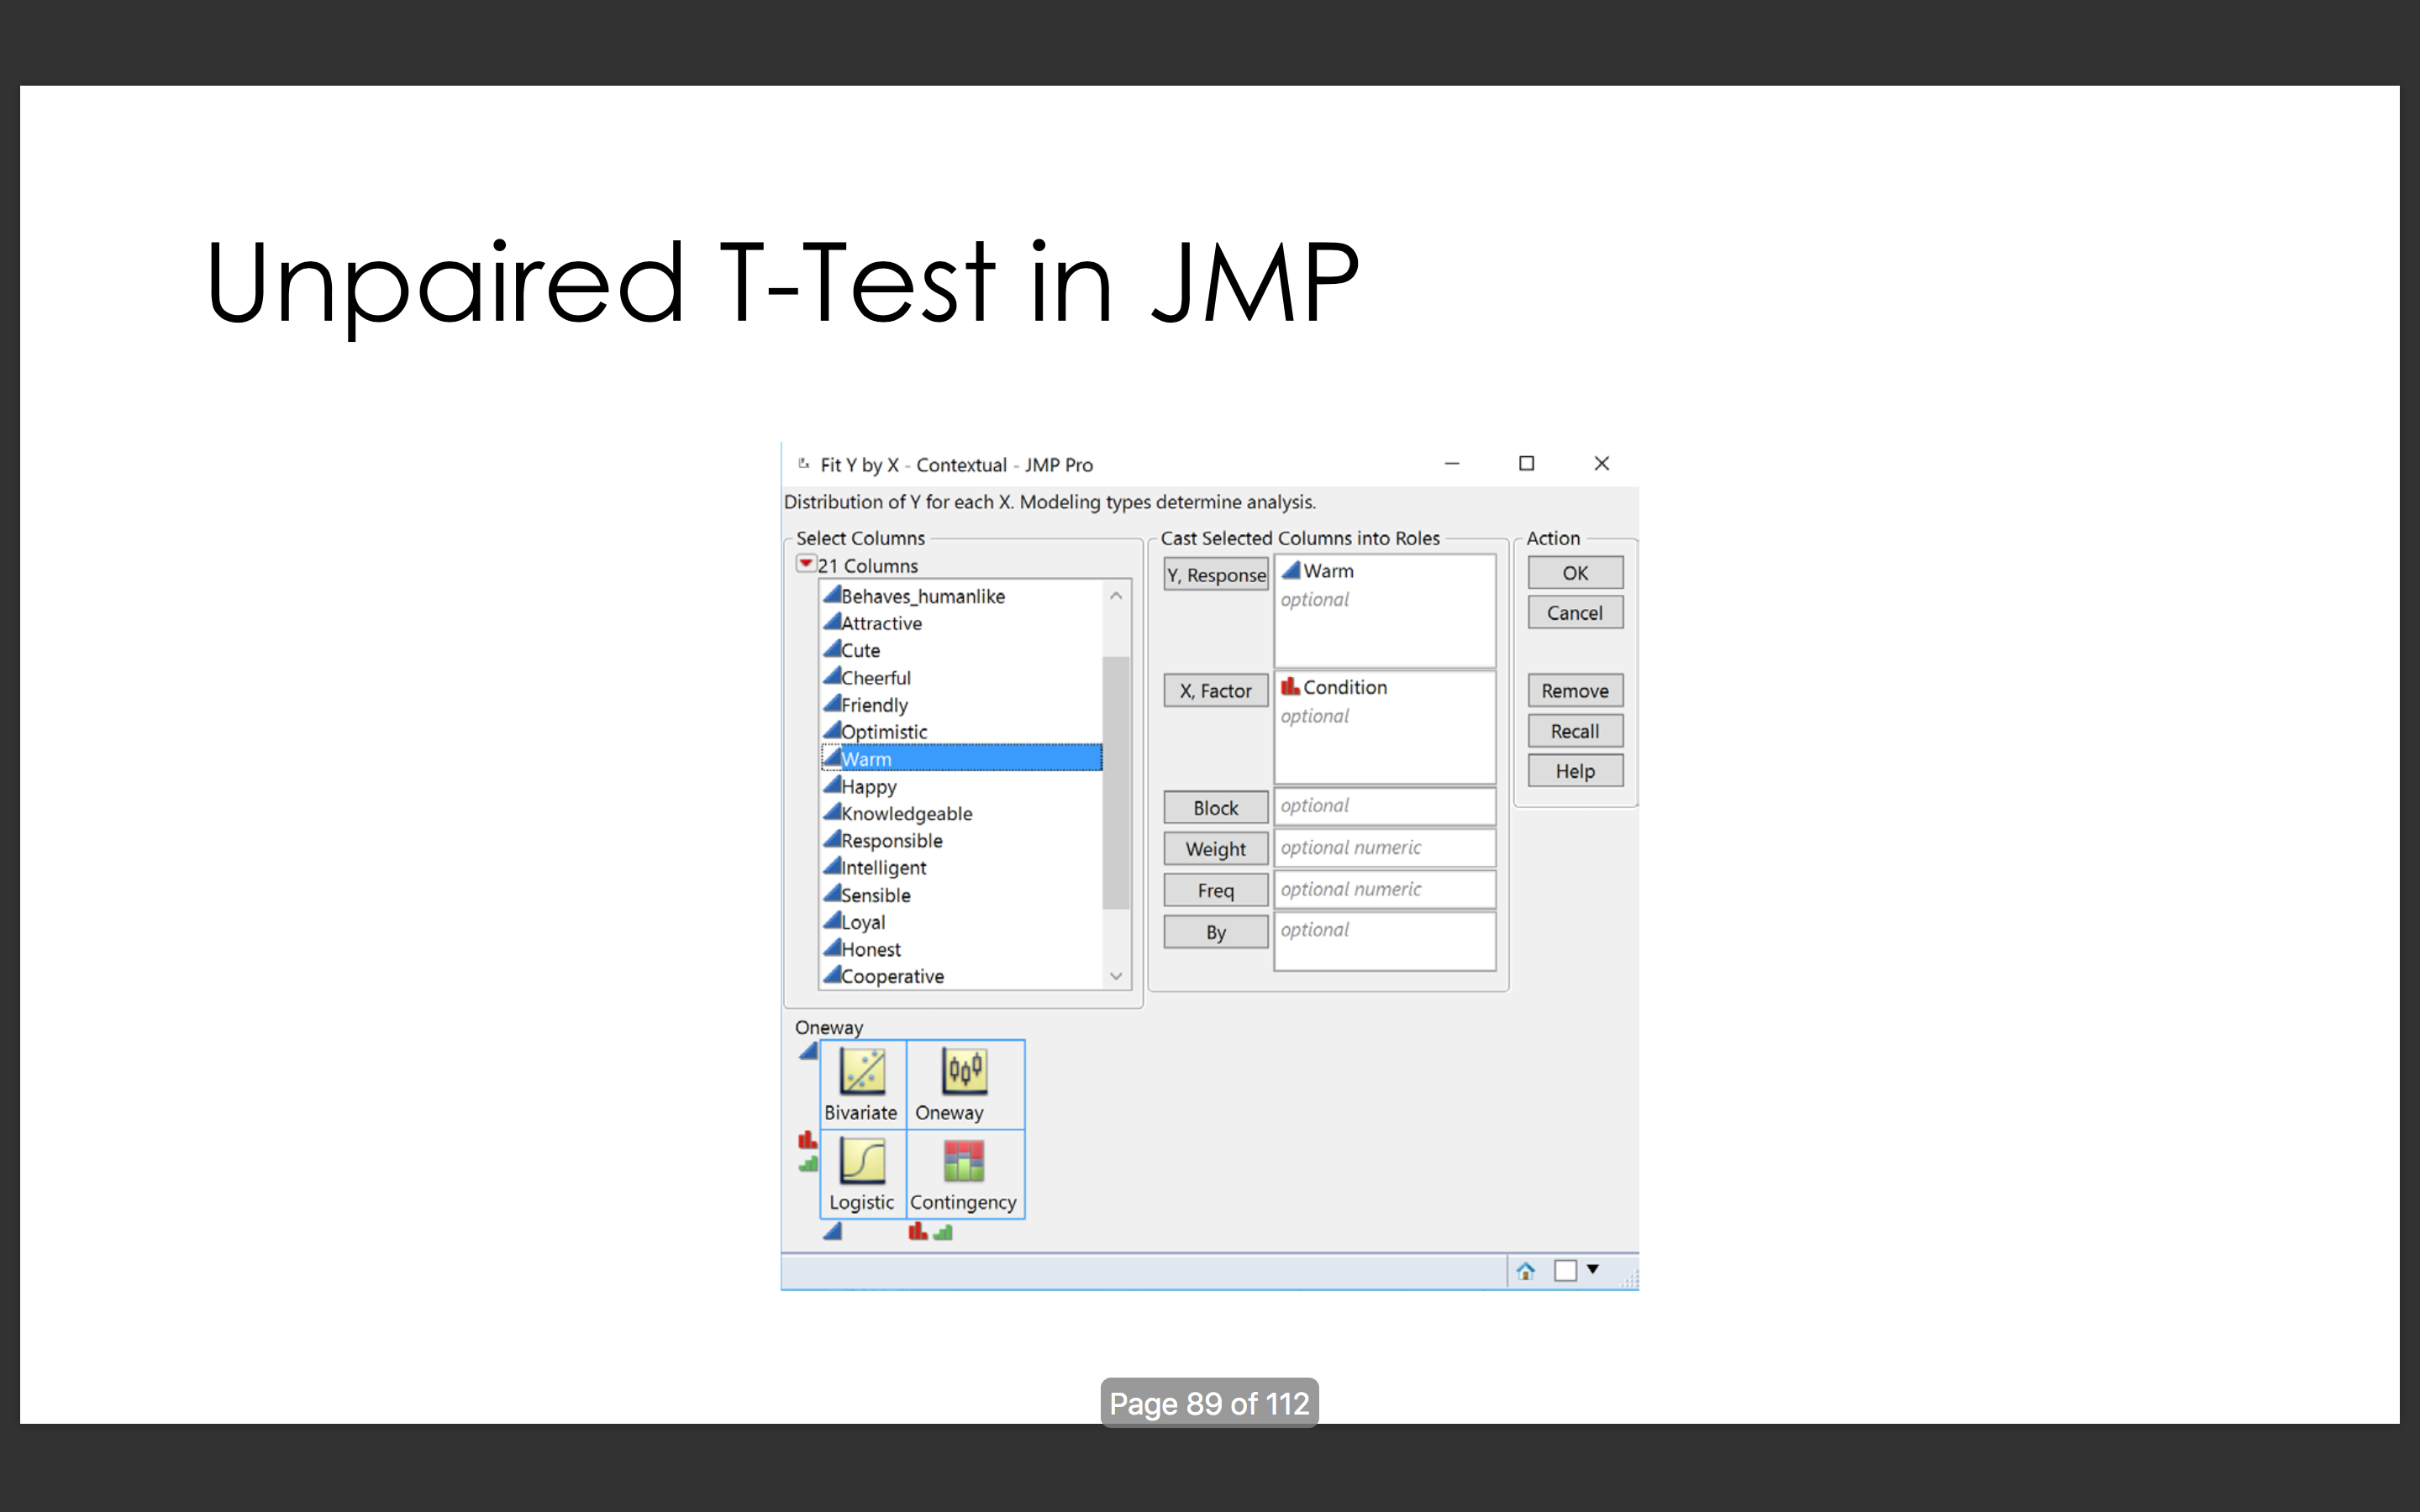 Unpaired T-Test in JMP
Fit Y by X - Contextual - JMP Pro
Distribution of Y for each X. Modeling types determine analysis.
Select Columns
21 Columns
Behaves_humanlike
Attractive
Cute
Cheerful
Friendly
Optimistic
Warm
Happy
Knowledgeable
Responsible
Intelligent
Sensible
Loyal
Honest
Cooperative
Cast Selected Columns into Roles
Y, Response
Warm
optional
X, Factor
Condition
optional
Block
optional
Weight
optional numeric
Freq
optional numeric
By
optional
Action
OK
Cancel
Remove
Recall
Help
Oneway
Bivariate
Oneway
Logistic
Contingency
Page 89 of 112